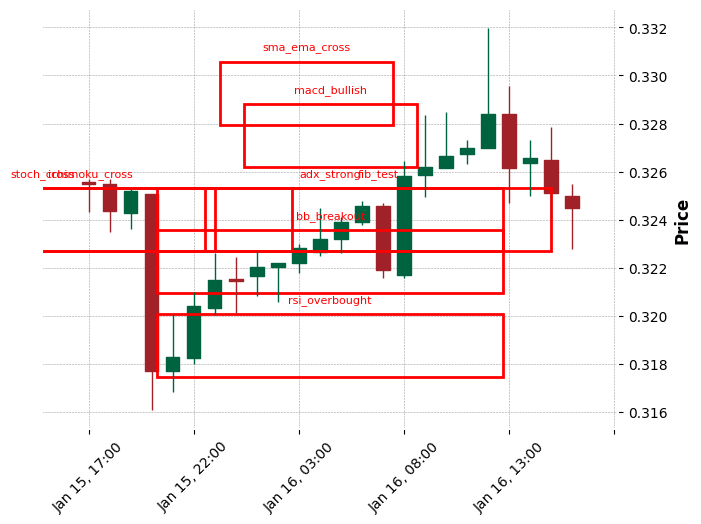 sma_ema_cross
macd_bullish
stoch_cross
ichimoku_cross
adx_strong
fib_test
bb_breakout
rsi_overbought
0.332
0.330
0.328
0.326
0.324
0.322
0.320
0.318
0.316
Price
Jan 15, 17:00
Jan 15, 22:00
Jan 16, 03:00
Jan 16, 08:00
Jan 16, 13:00